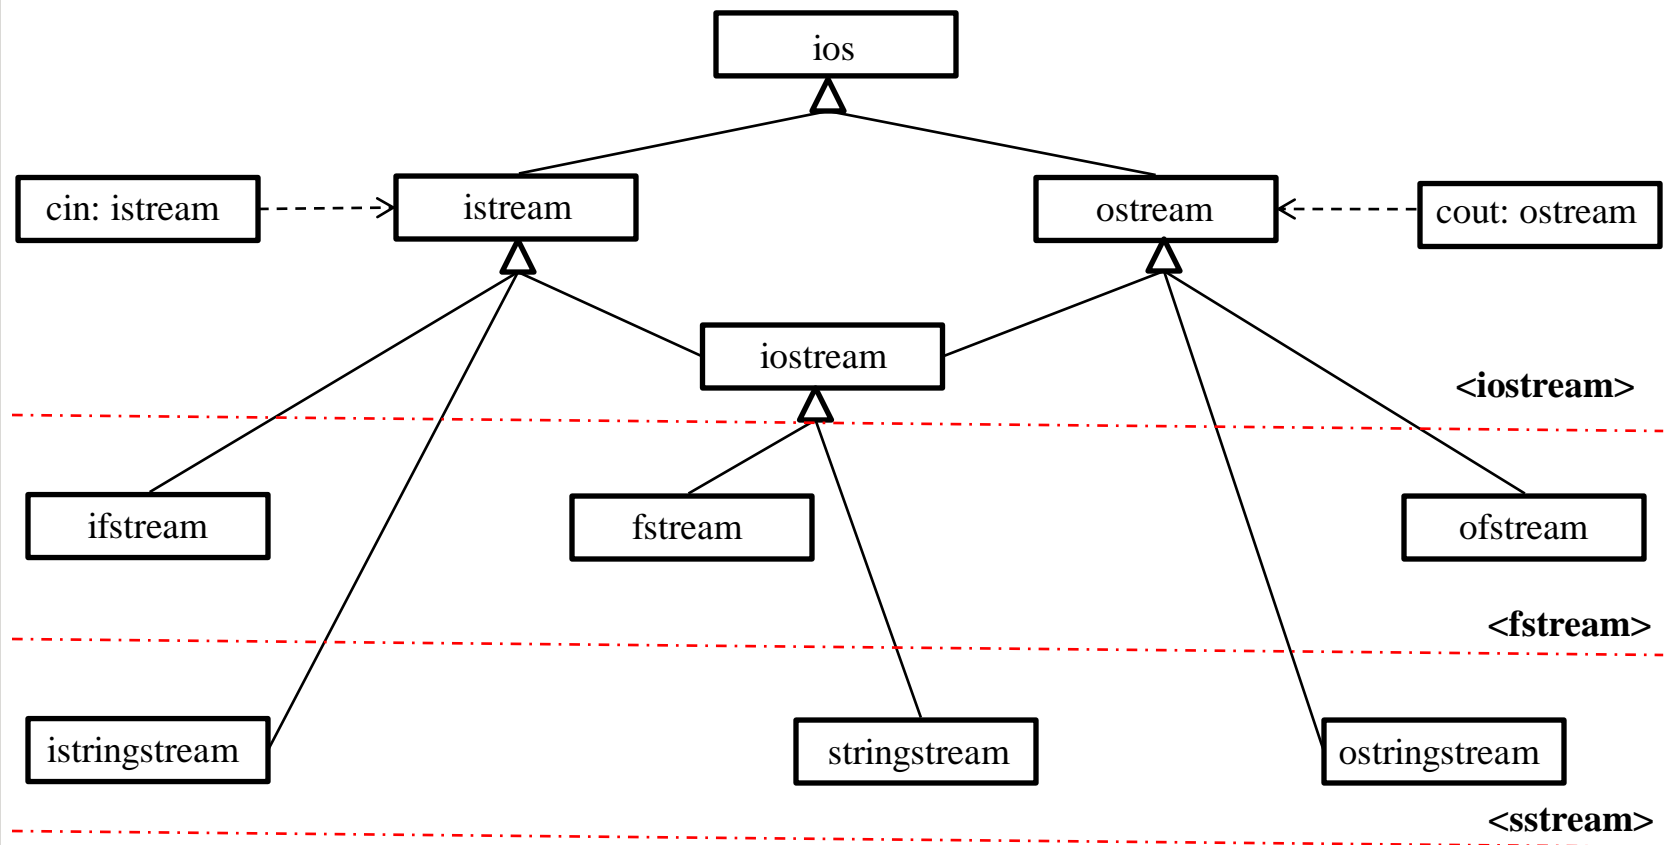 ios
cin: istream
istream
ostream
cout: ostream
iostream
<iostream>
ifstream
fstream
ofstream
<fstream>
istringstream
stringstream
ostringstream
<sstream>